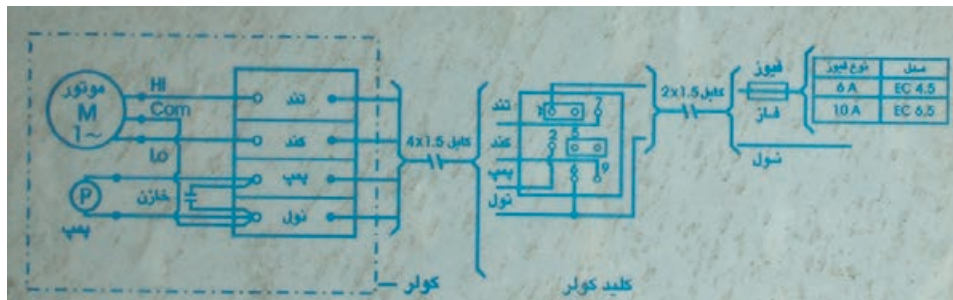 موتور
M
1~
HI
Com
Lo
P
پمپ
خازن
تند
کند
پمپ
نول
کولر
کابل 4x1.5
تند
کند
پمپ
نول
2
5
6
9
کلید کولر
کابل 2x1.5
فیوز
فاز
نول
مدل نوع فیوز
EC 4.5 6 A
EC 6.5 10 A